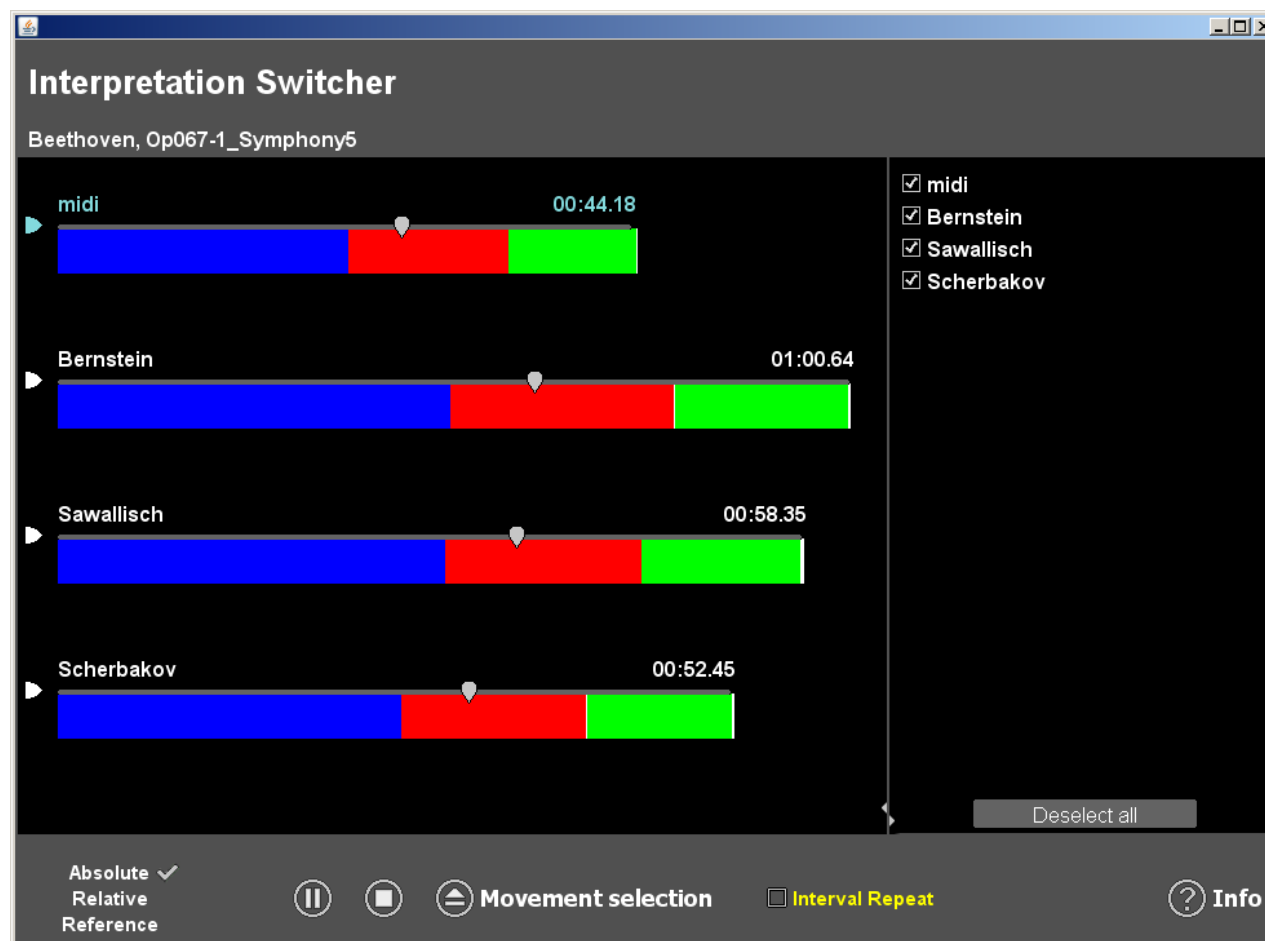 Interpretation Switcher
Beethoven, Op067-1_Symphony5
midi 00:44.18
Bernstein 01:00.64
Sawallisch 00:58.35
Scherbakov 00:52.45
midi
Bernstein
Sawallisch
Scherbakov
Deselect all
Absolute
Relative
Reference
Movement selection
Interval Repeat
? Info